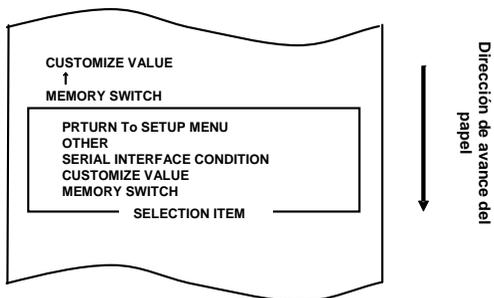 CUSTOMIZE VALUE
↑
MEMORY SWITCH
PRTURN To SETUP MENU
OTHER
SERIAL INTERFACE CONDITION
CUSTOMIZE VALUE
MEMORY SWITCH
SELECTION ITEM
Dirección de avance del
papel